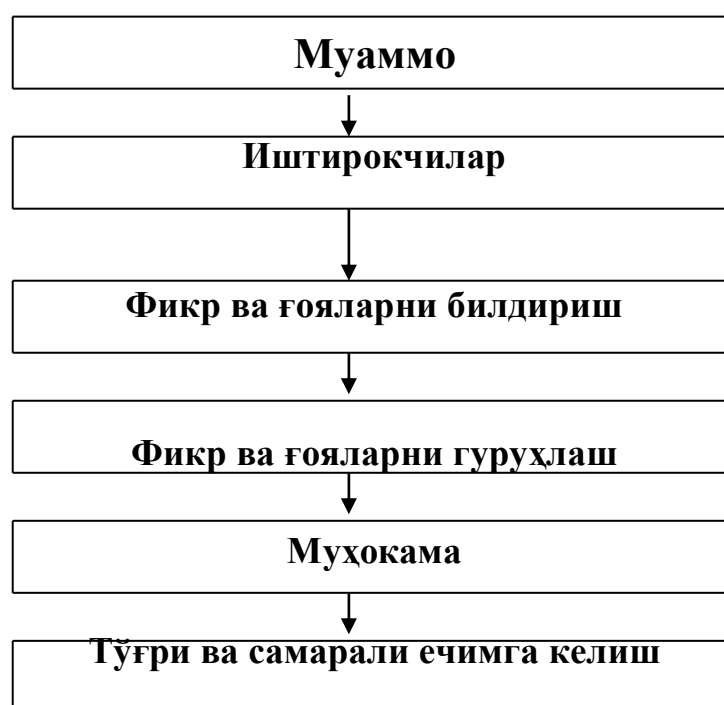 Муаммо
Иштирокчилар
Фикр ва ғояларни билдириш
Фикр ва ғояларни гуруҳлаш
Муҳокама
Тўғри ва самарали ечимга келиш